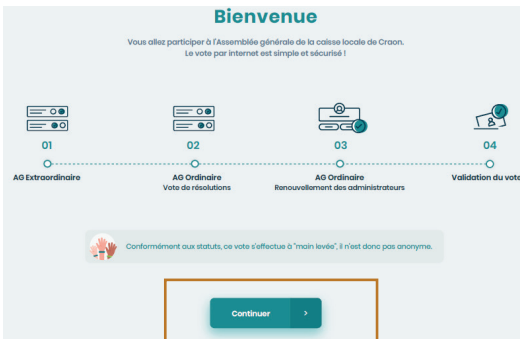 Bienvenue
Vous allez participer à l'Assemblée générale de la caisse locale de Craon.
Le vote par internet est simple et sécurisé !
01
02
03
04
AG Extraordinaire
AG Ordinaire
Vote de résolutions
AG Ordinaire
Renouvellement des administrateurs
Validation du vote
Conformément aux statuts, ce vote s'effectue à "main levée", il n'est donc pas anonyme.
Continuer